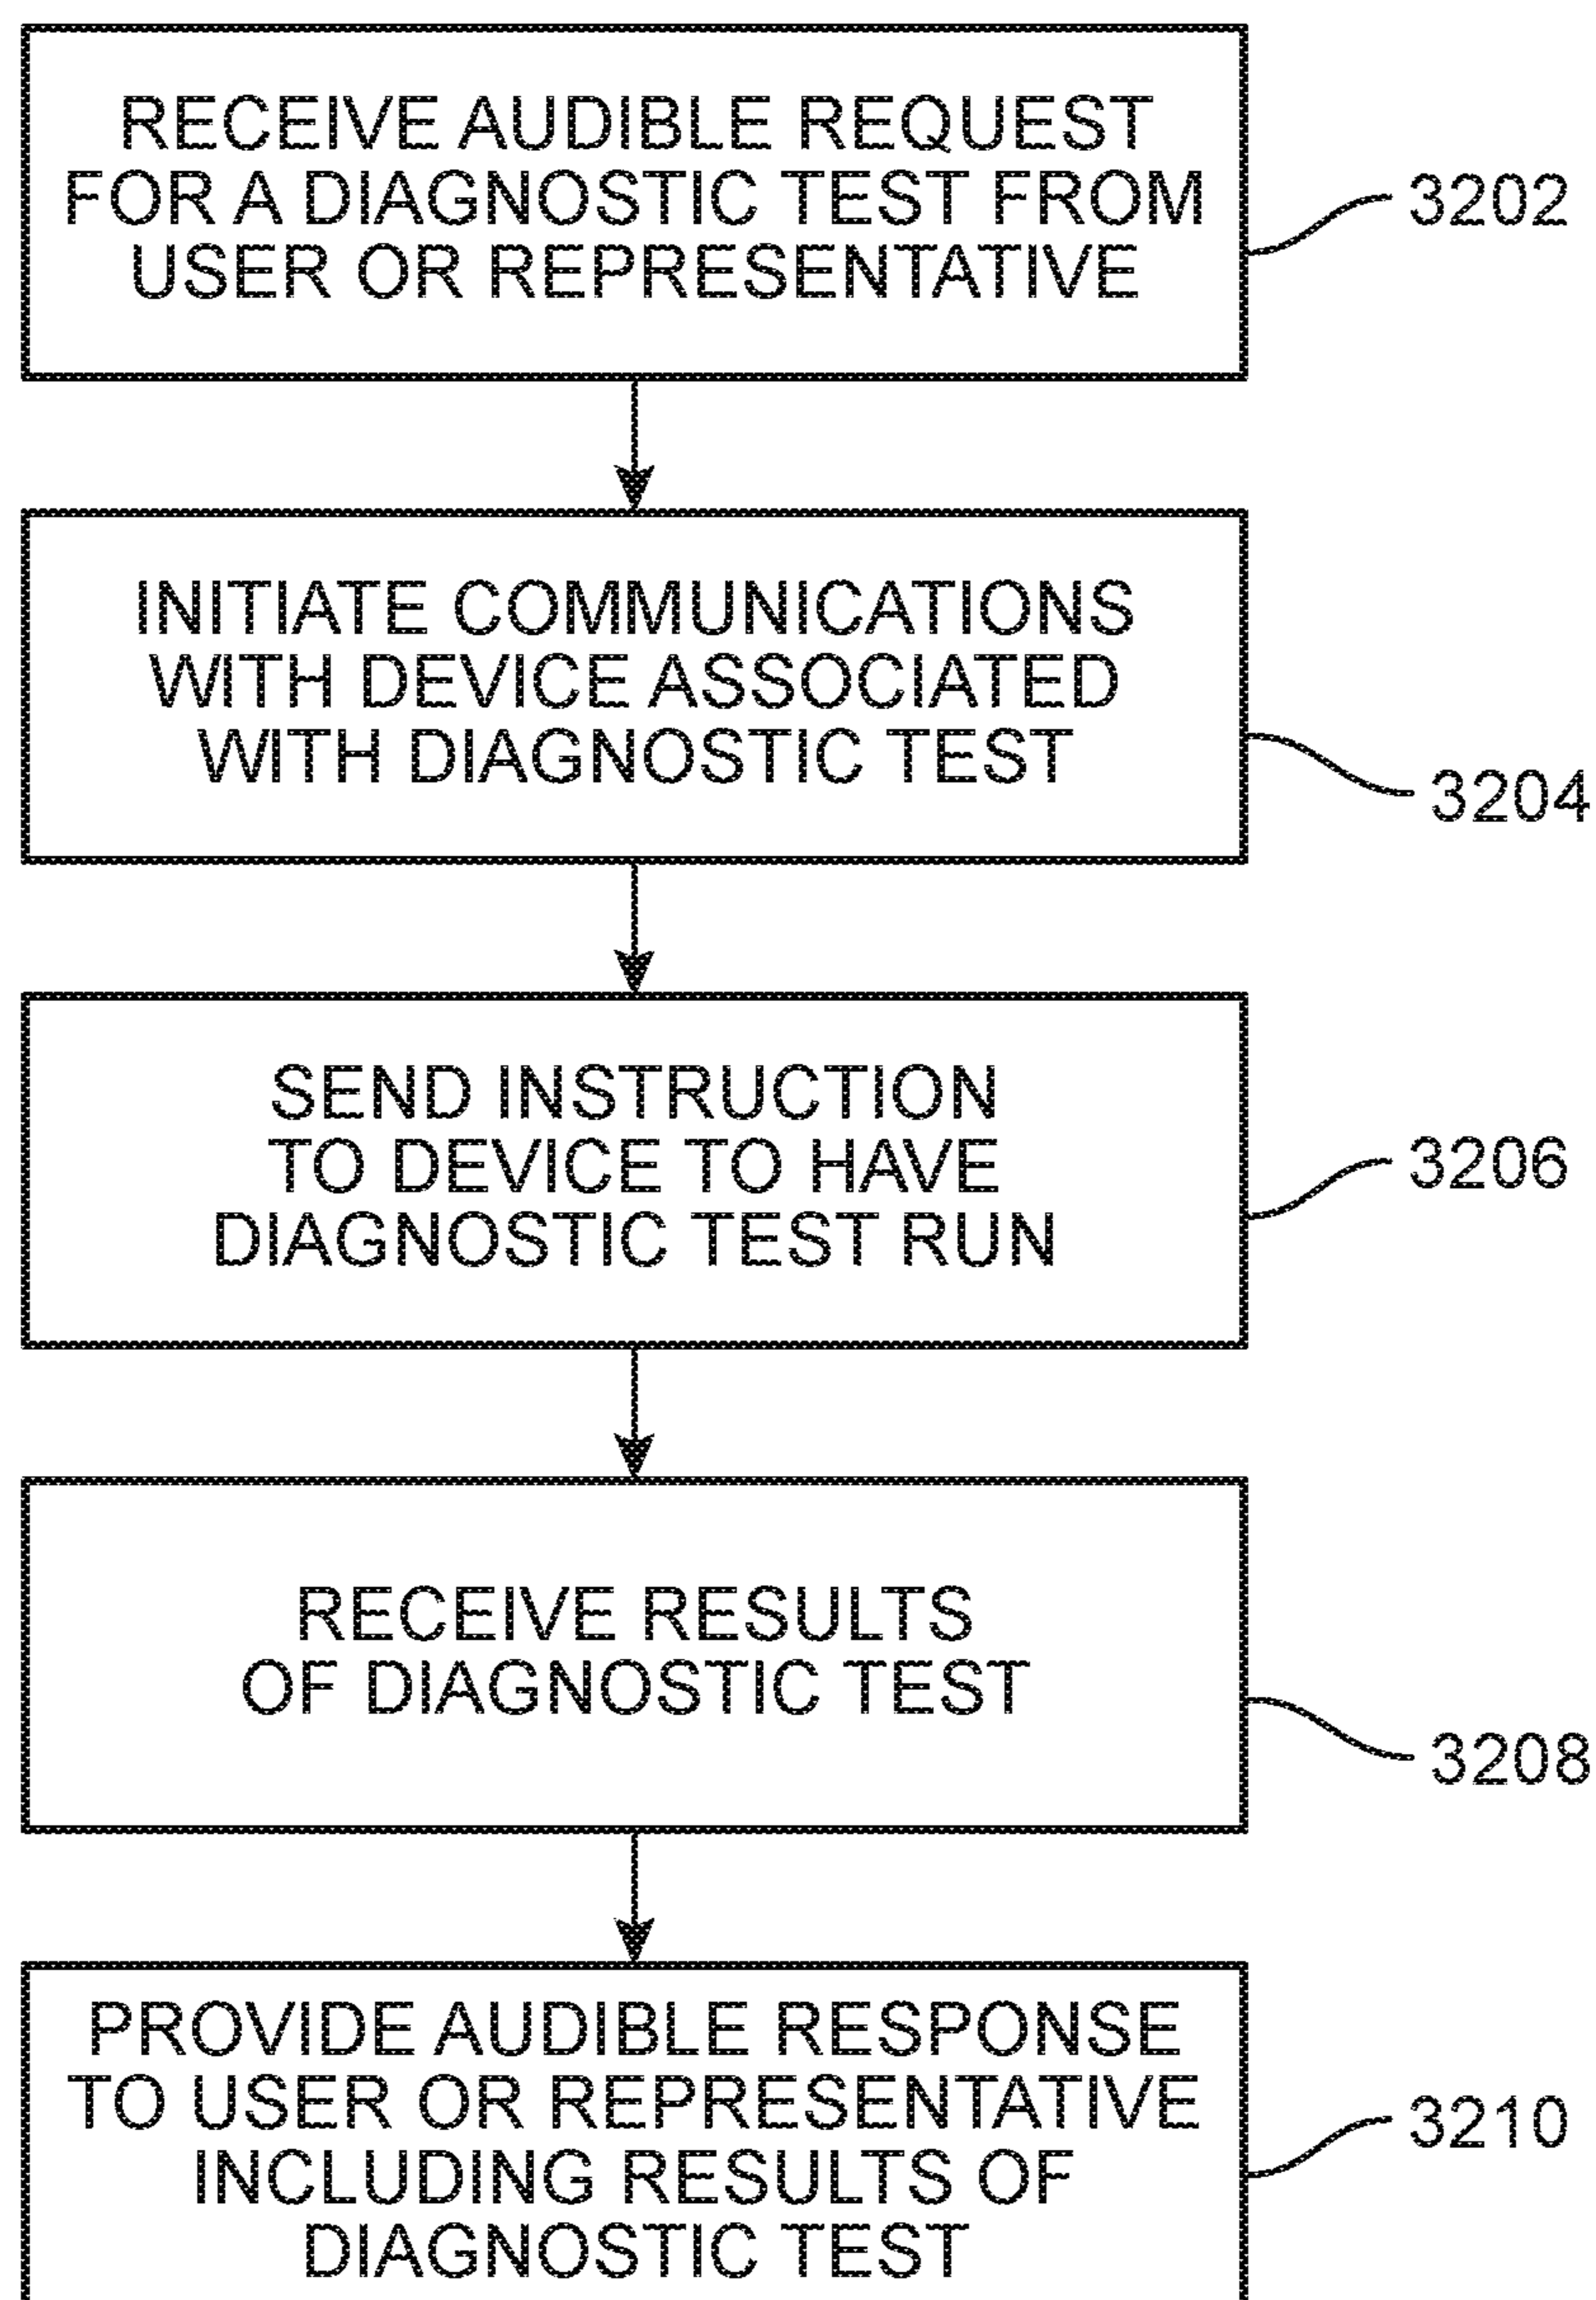 RECEIVE AUDIBLE REQUEST
FOR A DIAGNOSTIC TEST FROM
USER OR REPRESENTATIVE
3202
INITIATE COMMUNICATIONS
WITH DEVICE ASSOCIATED
WITH DIAGNOSTIC TEST
3204
SEND INSTRUCTION
TO DEVICE TO HAVE
DIAGNOSTIC TEST RUN
3206
RECEIVE RESULTS
OF DIAGNOSTIC TEST
3208
PROVIDE AUDIBLE RESPONSE
TO USER OR REPRESENTATIVE
INCLUDING RESULTS OF
DIAGNOSTIC TEST
3210